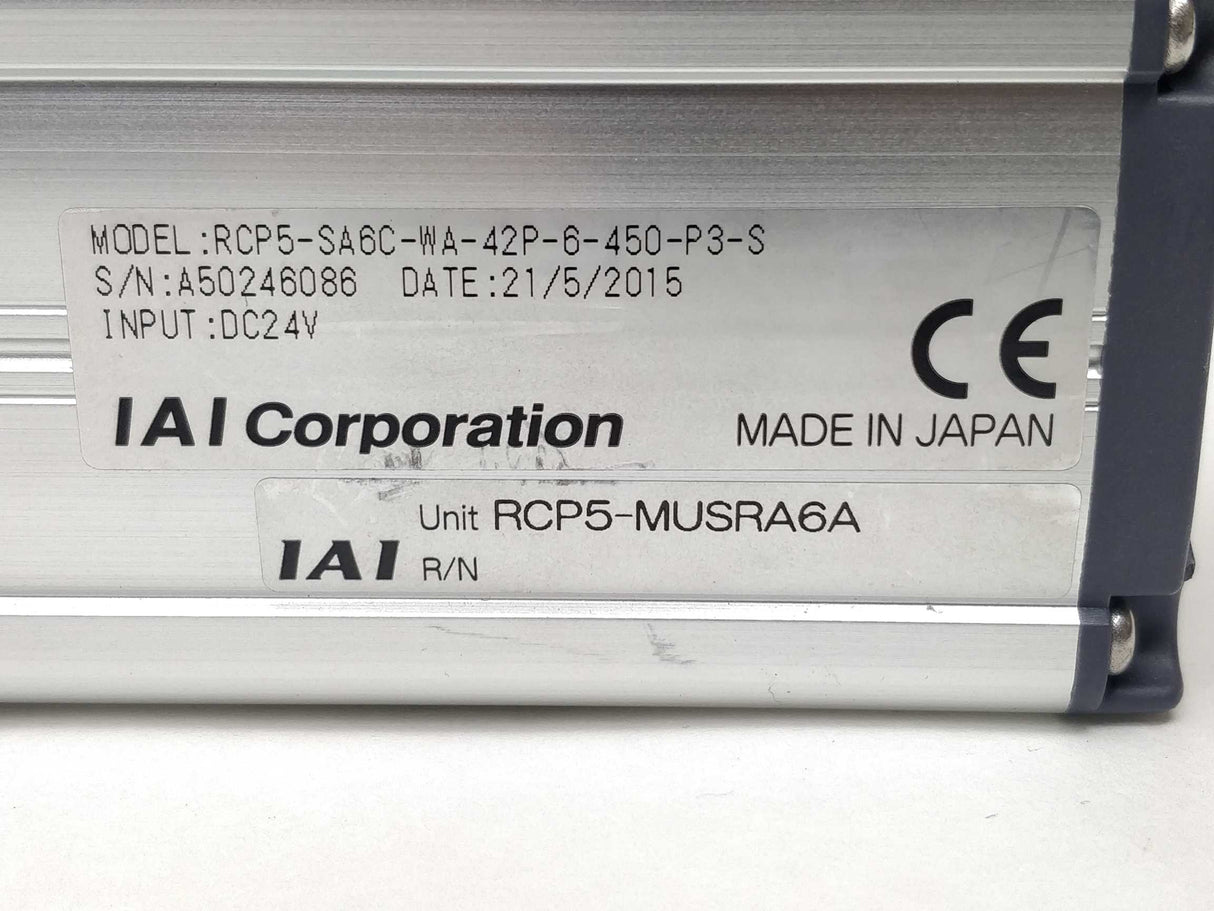 MODEL:RCP5-SA6C-WA-42P-6-450-P3-S
S/N:A50246086 DATE:21/5/2015
INPUT:DC24V
CE
IAI Corporation MADE IN JAPAN
Unit RCP5-MUSRA6A
IAI R/N